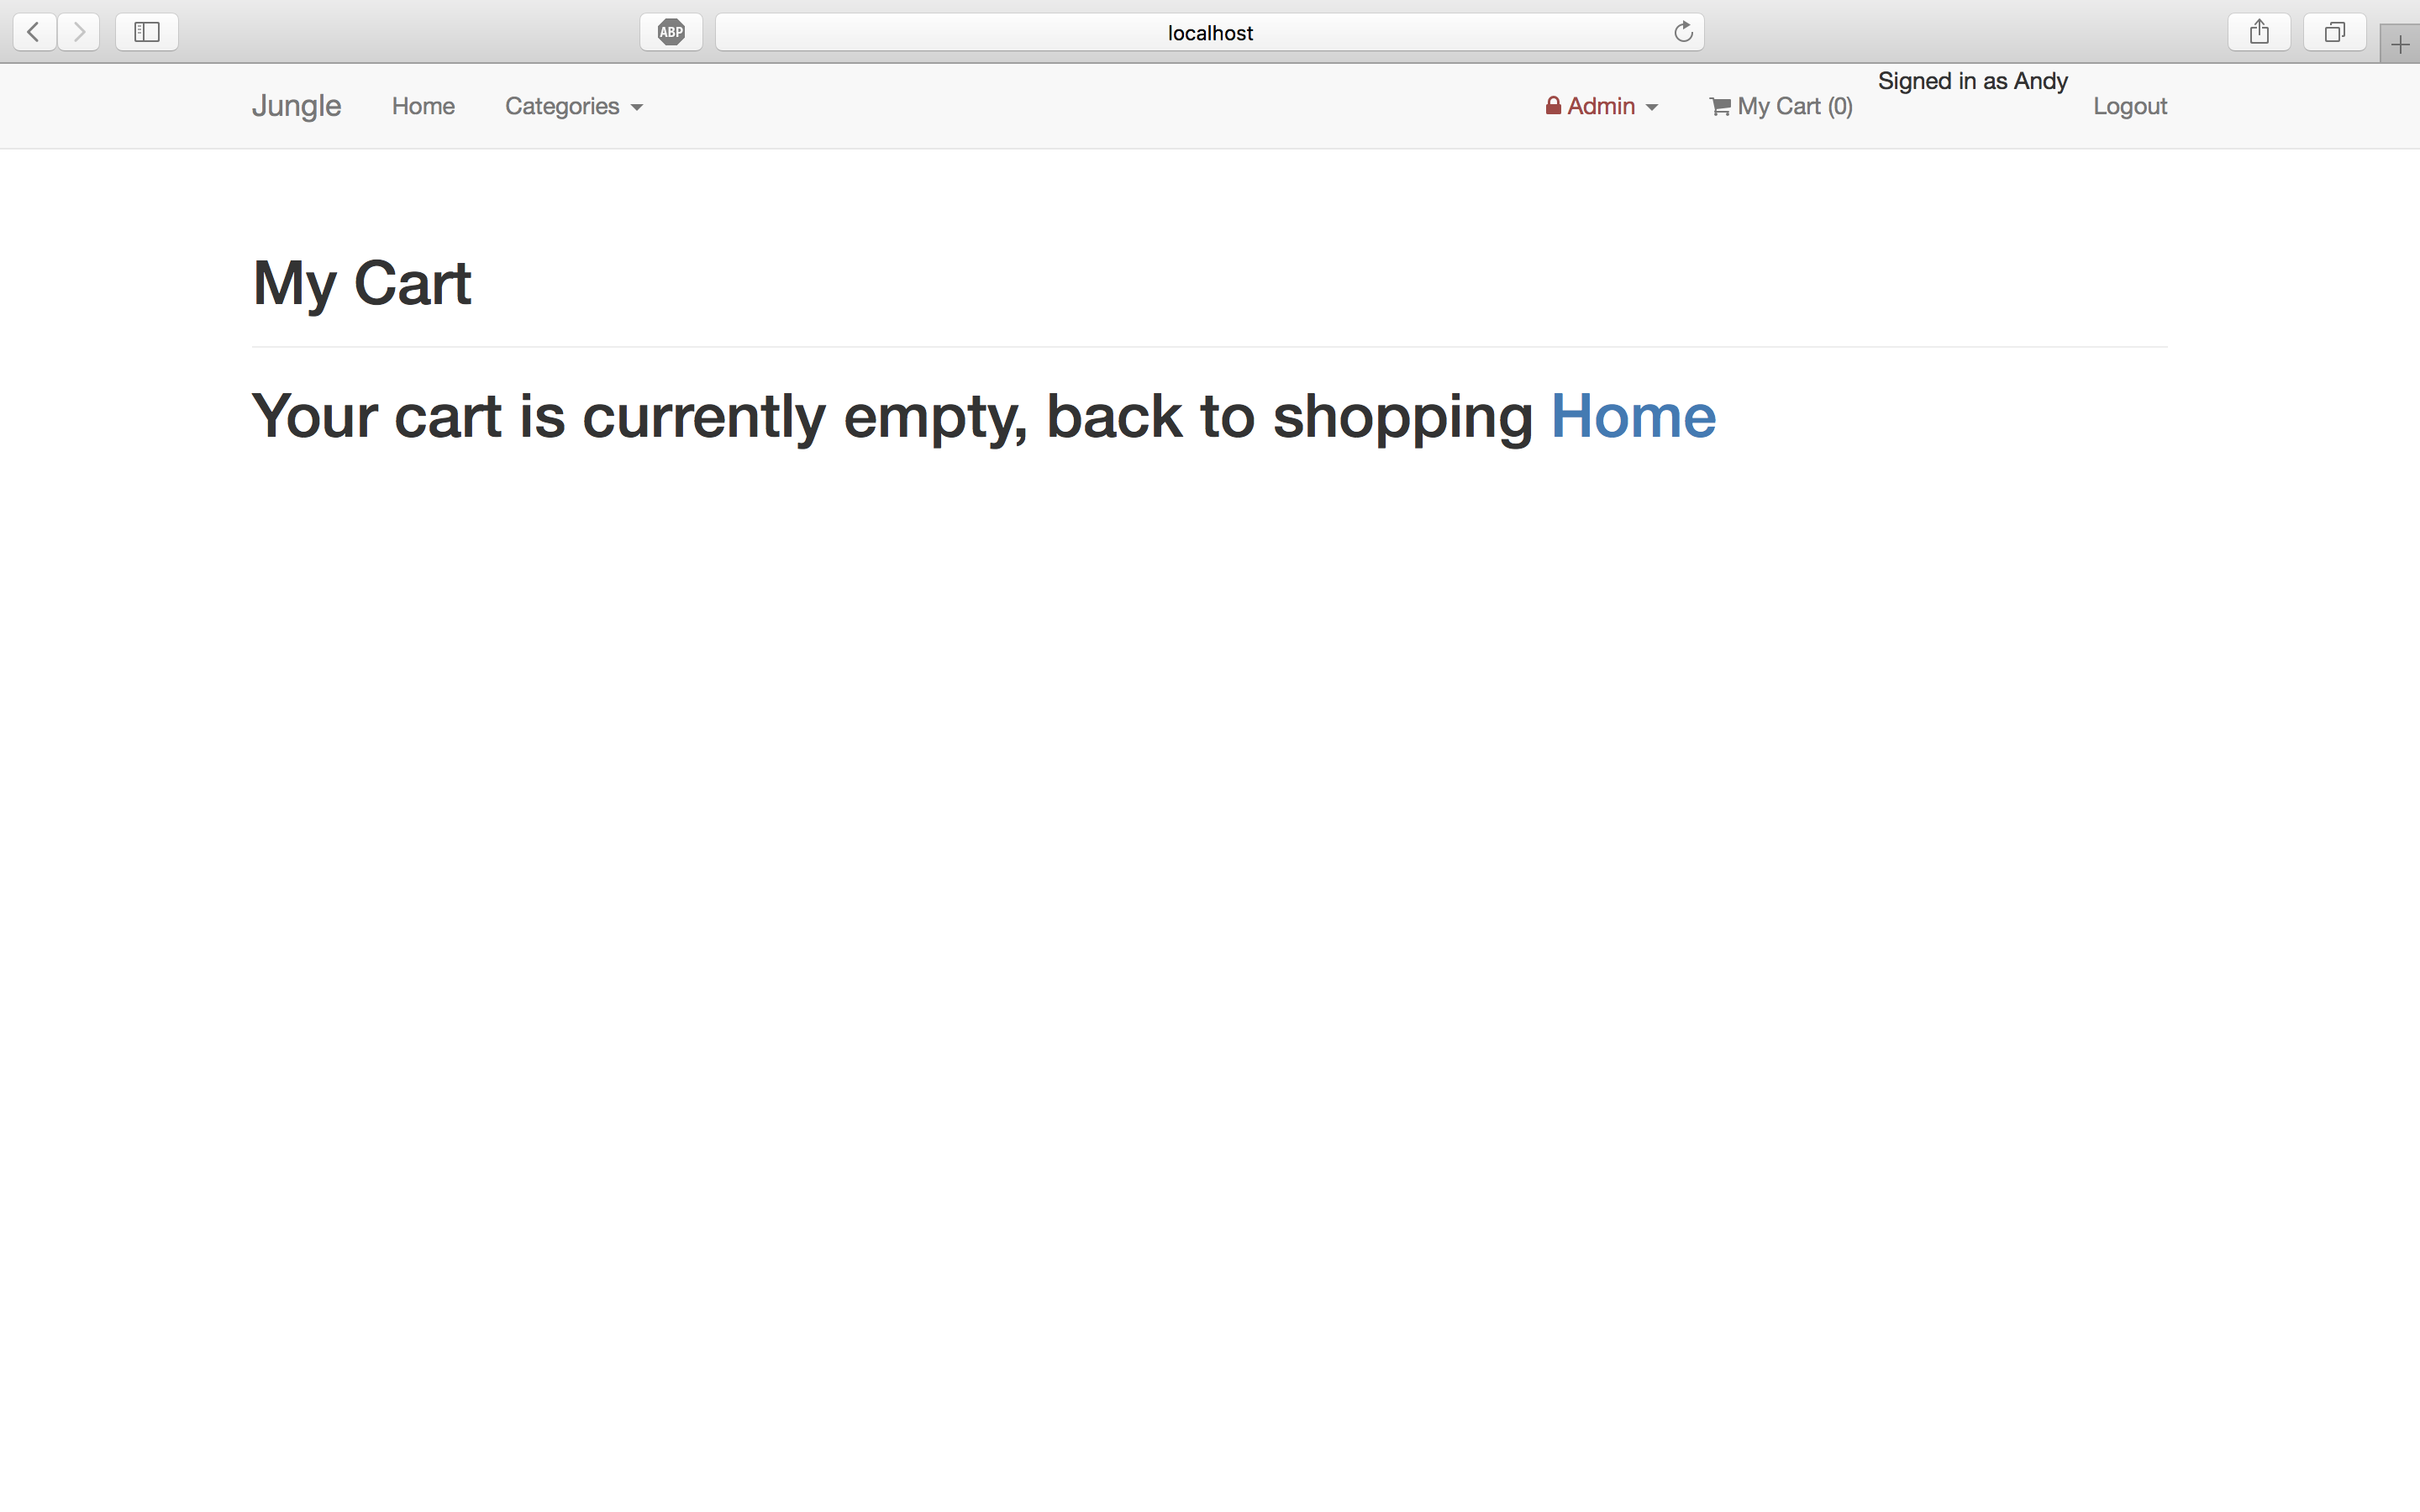 ABP
localhost
Jungle Home Categories Admin My Cart (0) Signed in as Andy Logout
My Cart
Your cart is currently empty, back to shopping Home